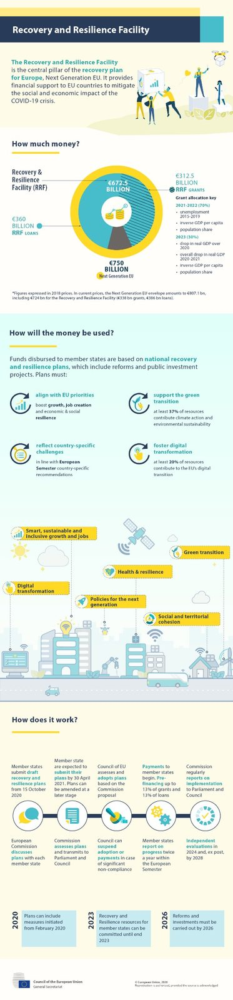 Recovery and Resilience Facility
The Recovery and Resilience Facility
is the central pillar of the recovery plan
for Europe, Next Generation EU. It provides
financial support to EU countries to mitigate
the social and economic impact of the
COVID-19 crisis.
How much money?
Recovery &
Resilience
Facility (RRF)
€672.5
BILLION
€312.5
BILLION
RRF GRANTS
Grant allocation key
2021-2022 (70%)
• unemployment
2015-2019
• inverse GDP per capita
• population share
2023 (30%)
• drop in real GDP over
2020
• overall drop in real GDP
2020-2021
• inverse GDP per capita
• population share
€360
BILLION
RRF LOANS
€750
BILLION
Next Generation EU
*Figures expressed in 2018 prices. In current prices, the Next Generation EU envelope amounts to €807.1 bn,
including €724 bn for the Recovery and Resilience Facility (€338 bn grants, €386 bn loans).
How will the money be used?
Funds disbursed to member states are based on national recovery
and resilience plans, which include reforms and public investment
projects. Plans must:
align with EU priorities
boost growth, job creation
and economic & social
resilience
support the green
transition
at least 37% of resources
contribute climate action and
environmental sustainability
reflect country-specific
challenges
in line with European
Semester country-specific
recommendations
foster digital
transformation
at least 20% of resources
contribute to the EU's digital
transition
Smart, sustainable and
inclusive growth and jobs
Green transition
Health & resilience
Digital
transformation
Policies for the next
generation
Social and territorial
cohesion
How does it work?
Member states
submit draft
recovery and
resilience plans
from 15 October
2020
Member state
are expected to
submit their
plans by 30 April
2021. Plans can
be amended at a
later stage
Council of EU
assesses and
adopts plans
based on the
Commission
proposal
Payments to
member states
begin. Pre-
financing up to
13% of grants and
13% of loans
Commission
regularly
reports on
implementation
to Parliament and
Council
European
Commission
discusses
plans with each
member state
Commission
assesses plans
and transmits to
Parliament and
Council
Council can
suspend
adoption or
payments in case
of significant
non-compliance
Member states
report on
progress twice
a year within
the European
Semester
Independent
evaluations in
2024 and, ex post,
by 2028
2020
Plans can include
measures initiated
from February 2020
2023
Recovery and
Resilience resources for
member states can be
committed until end
2023
2026
Reforms and
investments must be
carried out by 2026
Council of the European Union
General Secretariat
© European Union, 2020
Reproduction is authorised, provided the source is acknowledged